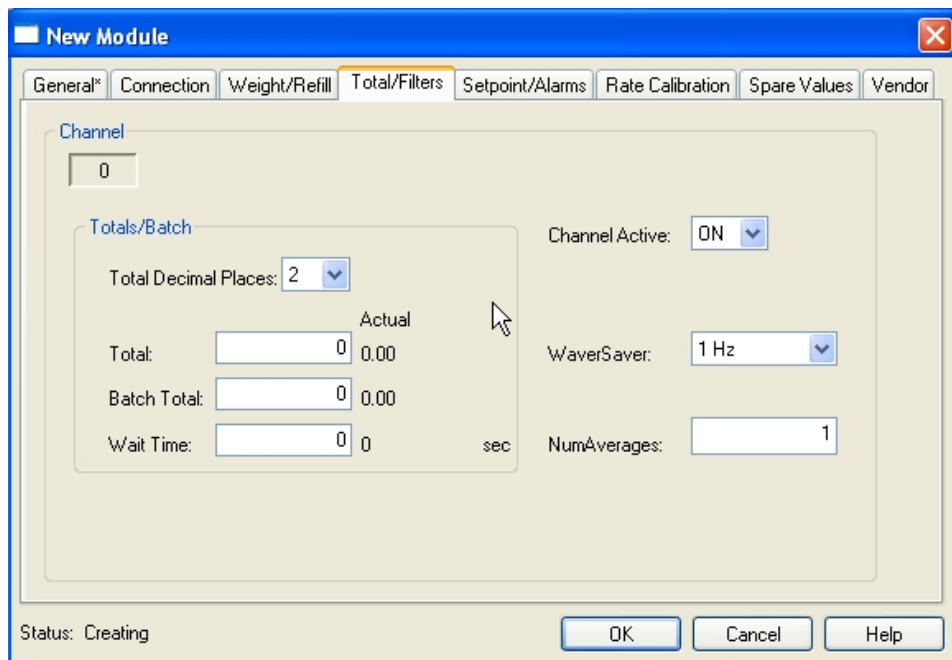 New Module
General* Connection Weight/Refill Total/Filters Setpoint/Alarms Rate Calibration Spare Values Vendor
Channel
0
Totals/Batch
Channel Active: ON
Total Decimal Places: 2
Actual
Total: 0 0.00
WaverSaver: 1 Hz
Batch Total: 0 0.00
Wait Time: 0 0 sec
NumAverages: 1
Status: Creating
OK Cancel Help